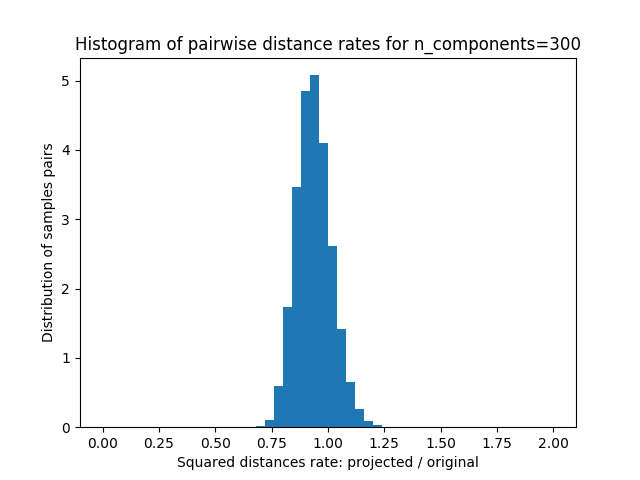 Histogram of pairwise distance rates for n_components=300
Distribution of samples pairs
5
4
3
2
1
0
0.00 0.25 0.50 0.75 1.00 1.25 1.50 1.75 2.00
Squared distances rate: projected / original